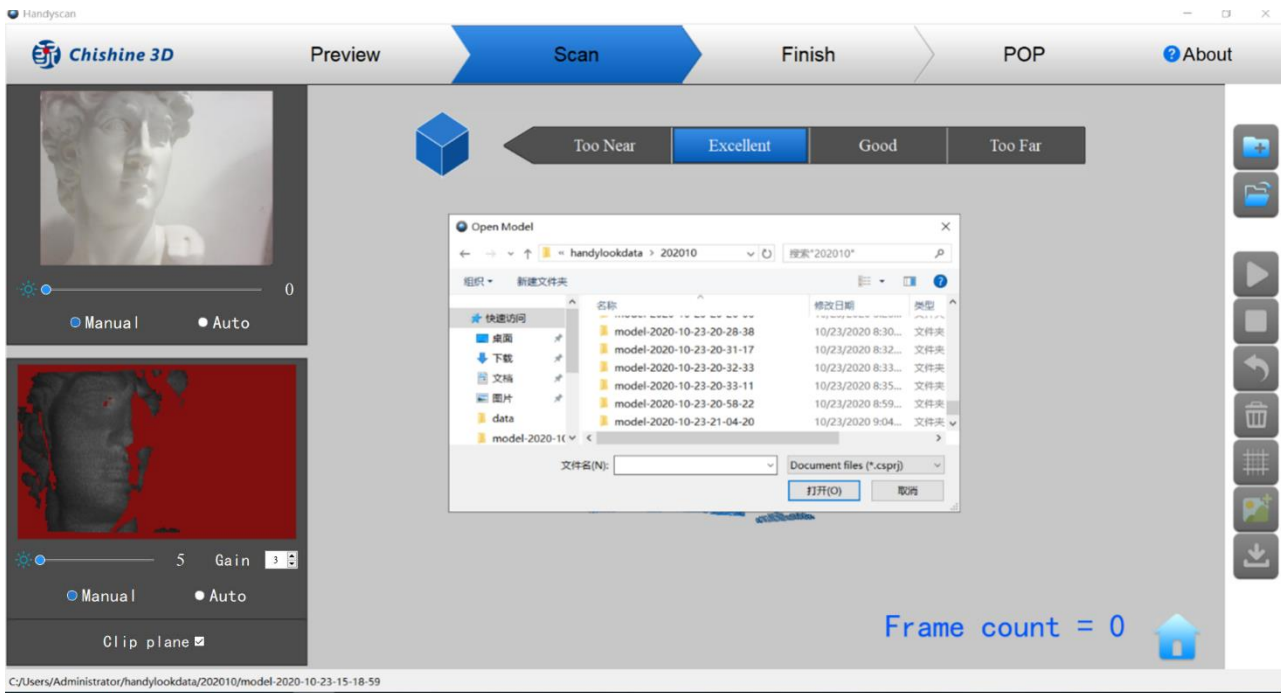 Handyscan
Chishine 3D Preview Scan Finish POP About
Too Near Excellent Good Too Far
0
Manual Auto
Open Model
« handylookdata > 202010 搜索"202010"
组织 新建文件夹
名称 修改日期 类型
快速访问
桌面
下载
文档
图片
data
model-2020-1(
model-2020-10-23-20-28-38 10/23/2020 8:30... 文件夹
model-2020-10-23-20-31-17 10/23/2020 8:32... 文件夹
model-2020-10-23-20-32-33 10/23/2020 8:33... 文件夹
model-2020-10-23-20-33-11 10/23/2020 8:35... 文件夹
model-2020-10-23-20-58-22 10/23/2020 8:59... 文件夹
model-2020-10-23-21-04-20 10/23/2020 9:04... 文件夹
文件名(N): Document files (*.csprj)
打开(O) 取消
5 Gain 3
Manual Auto
Clip plane
Frame count = 0
C:/Users/Administrator/handylookdata/202010/model-2020-10-23-15-18-59